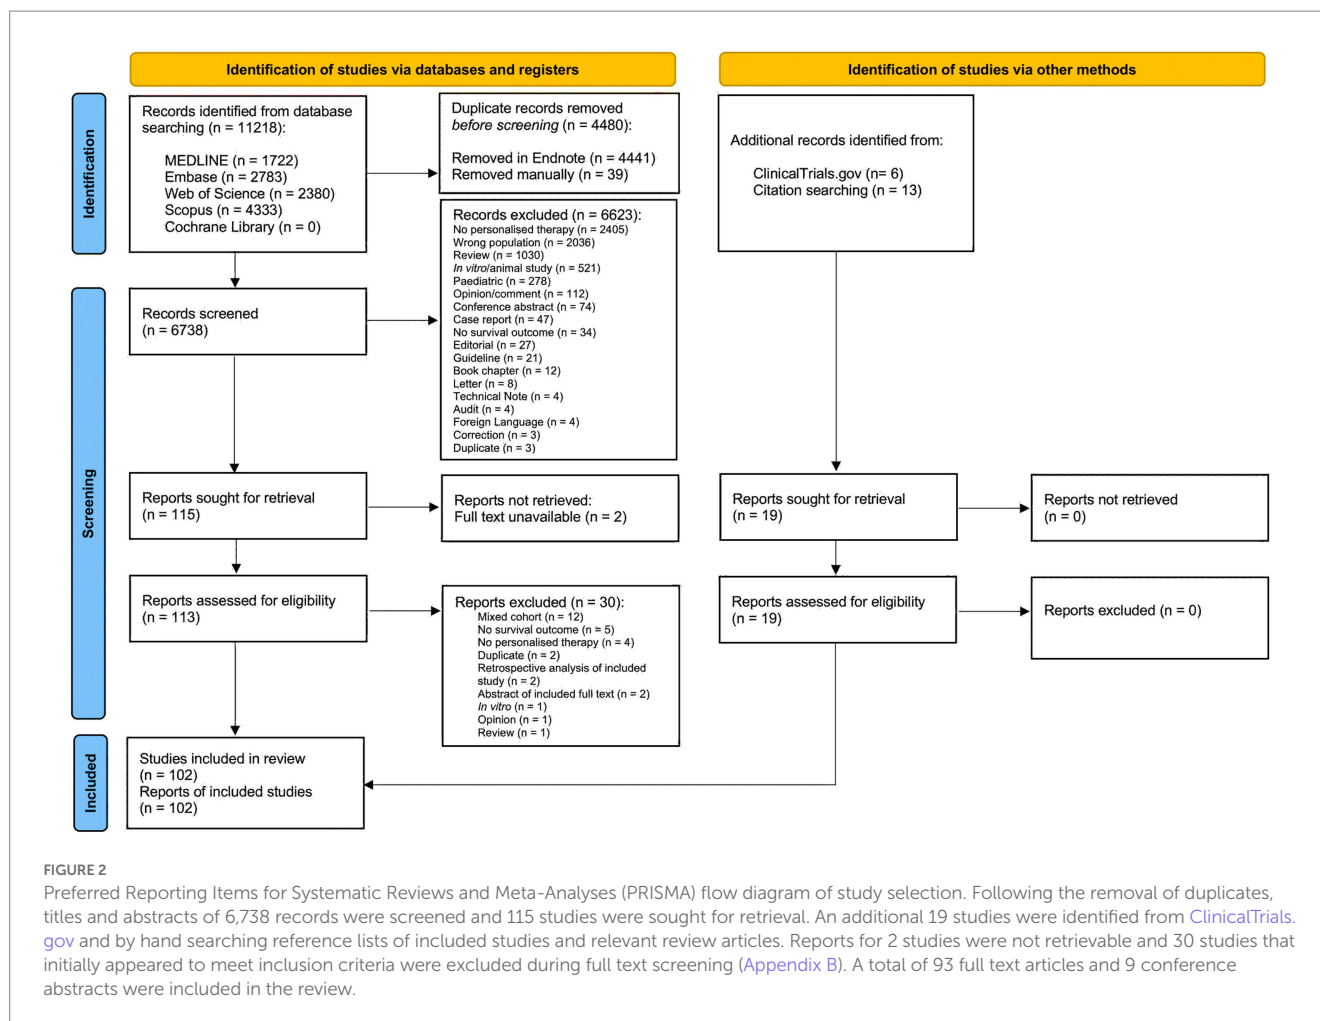 Identification of studies via databases and registers
Identification of studies via other methods
Identification
Records identified from database
searching (n = 11218):
MEDLINE (n = 1722)
Embase (n = 2783)
Web of Science (n = 2380)
Scopus (n = 4333)
Cochrane Library (n = 0)
Duplicate records removed
before screening (n = 4480):
Removed in Endnote (n = 4441)
Removed manually (n = 39)
Additional records identified from:
ClinicalTrials.gov (n= 6)
Citation searching (n = 13)
Screening
Records screened
(n = 6738)
Records excluded (n = 6623):
No personalised therapy (n = 2405)
Wrong population (n = 2036)
Review (n = 1030)
In vitro/animal study (n = 521)
Paediatric (n = 278)
Opinion/comment (n = 112)
Conference abstract (n = 74)
Case report (n = 47)
No survival outcome (n = 34)
Editorial (n = 27)
Guideline (n = 21)
Book chapter (n = 12)
Letter (n = 8)
Technical Note (n = 4)
Audit (n = 4)
Foreign Language (n = 4)
Correction (n = 3)
Duplicate (n = 3)
Reports sought for retrieval
(n = 115)
Reports not retrieved:
Full text unavailable (n = 2)
Reports sought for retrieval
(n = 19)
Reports not retrieved
(n = 0)
Reports assessed for eligibility
(n = 113)
Reports excluded (n = 30):
Mixed cohort (n = 12)
No survival outcome (n = 5)
No personalised therapy (n = 4)
Duplicate (n = 2)
Retrospective analysis of included
study (n = 2)
Abstract of included full text (n = 2)
In vitro (n = 1)
Opinion (n = 1)
Review (n = 1)
Reports assessed for eligibility
(n = 19)
Reports excluded (n = 0)
Included
Studies included in review
(n = 102)
Reports of included studies
(n = 102)
FIGURE 2
Preferred Reporting Items for Systematic Reviews and Meta-Analyses (PRISMA) flow diagram of study selection. Following the removal of duplicates,
titles and abstracts of 6,738 records were screened and 115 studies were sought for retrieval. An additional 19 studies were identified from ClinicalTrials.
gov and by hand searching reference lists of included studies and relevant review articles. Reports for 2 studies were not retrievable and 30 studies that
initially appeared to meet inclusion criteria were excluded during full text screening (Appendix B). A total of 93 full text articles and 9 conference
abstracts were included in the review.